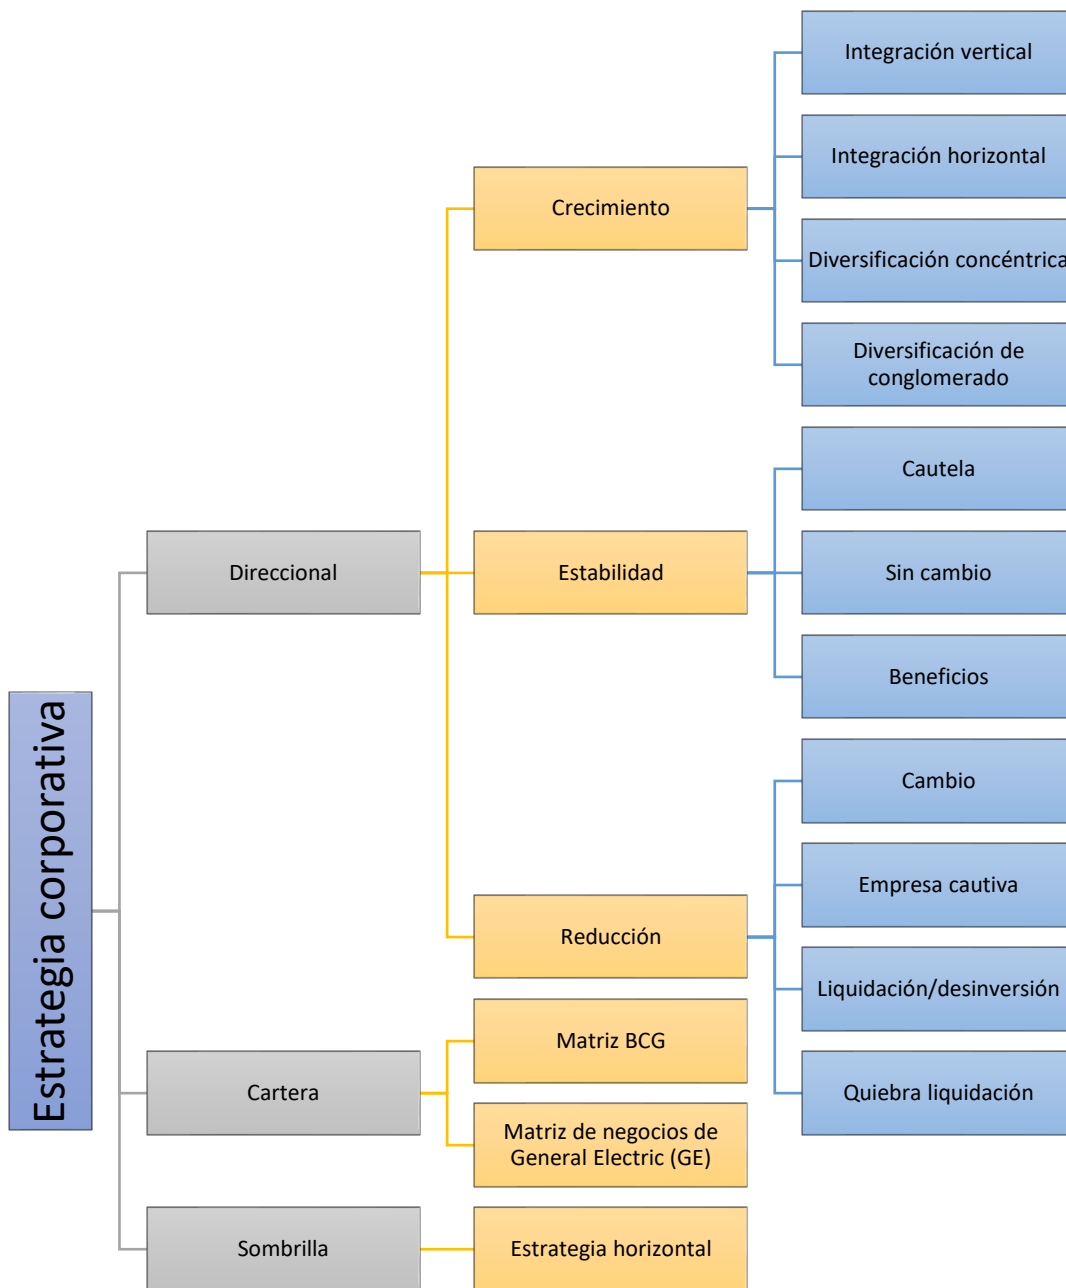 Estrategia corporativa
Direccional
Crecimiento
Integración vertical
Integración horizontal
Diversificación concéntrica
Diversificación de
conglomerado
Estabilidad
Cautela
Sin cambio
Beneficios
Reducción
Cambio
Empresa cautiva
Liquidación/desinversión
Quiebra liquidación
Cartera
Matriz BCG
Matriz de negocios de
General Electric (GE)
Sombrilla
Estrategia horizontal